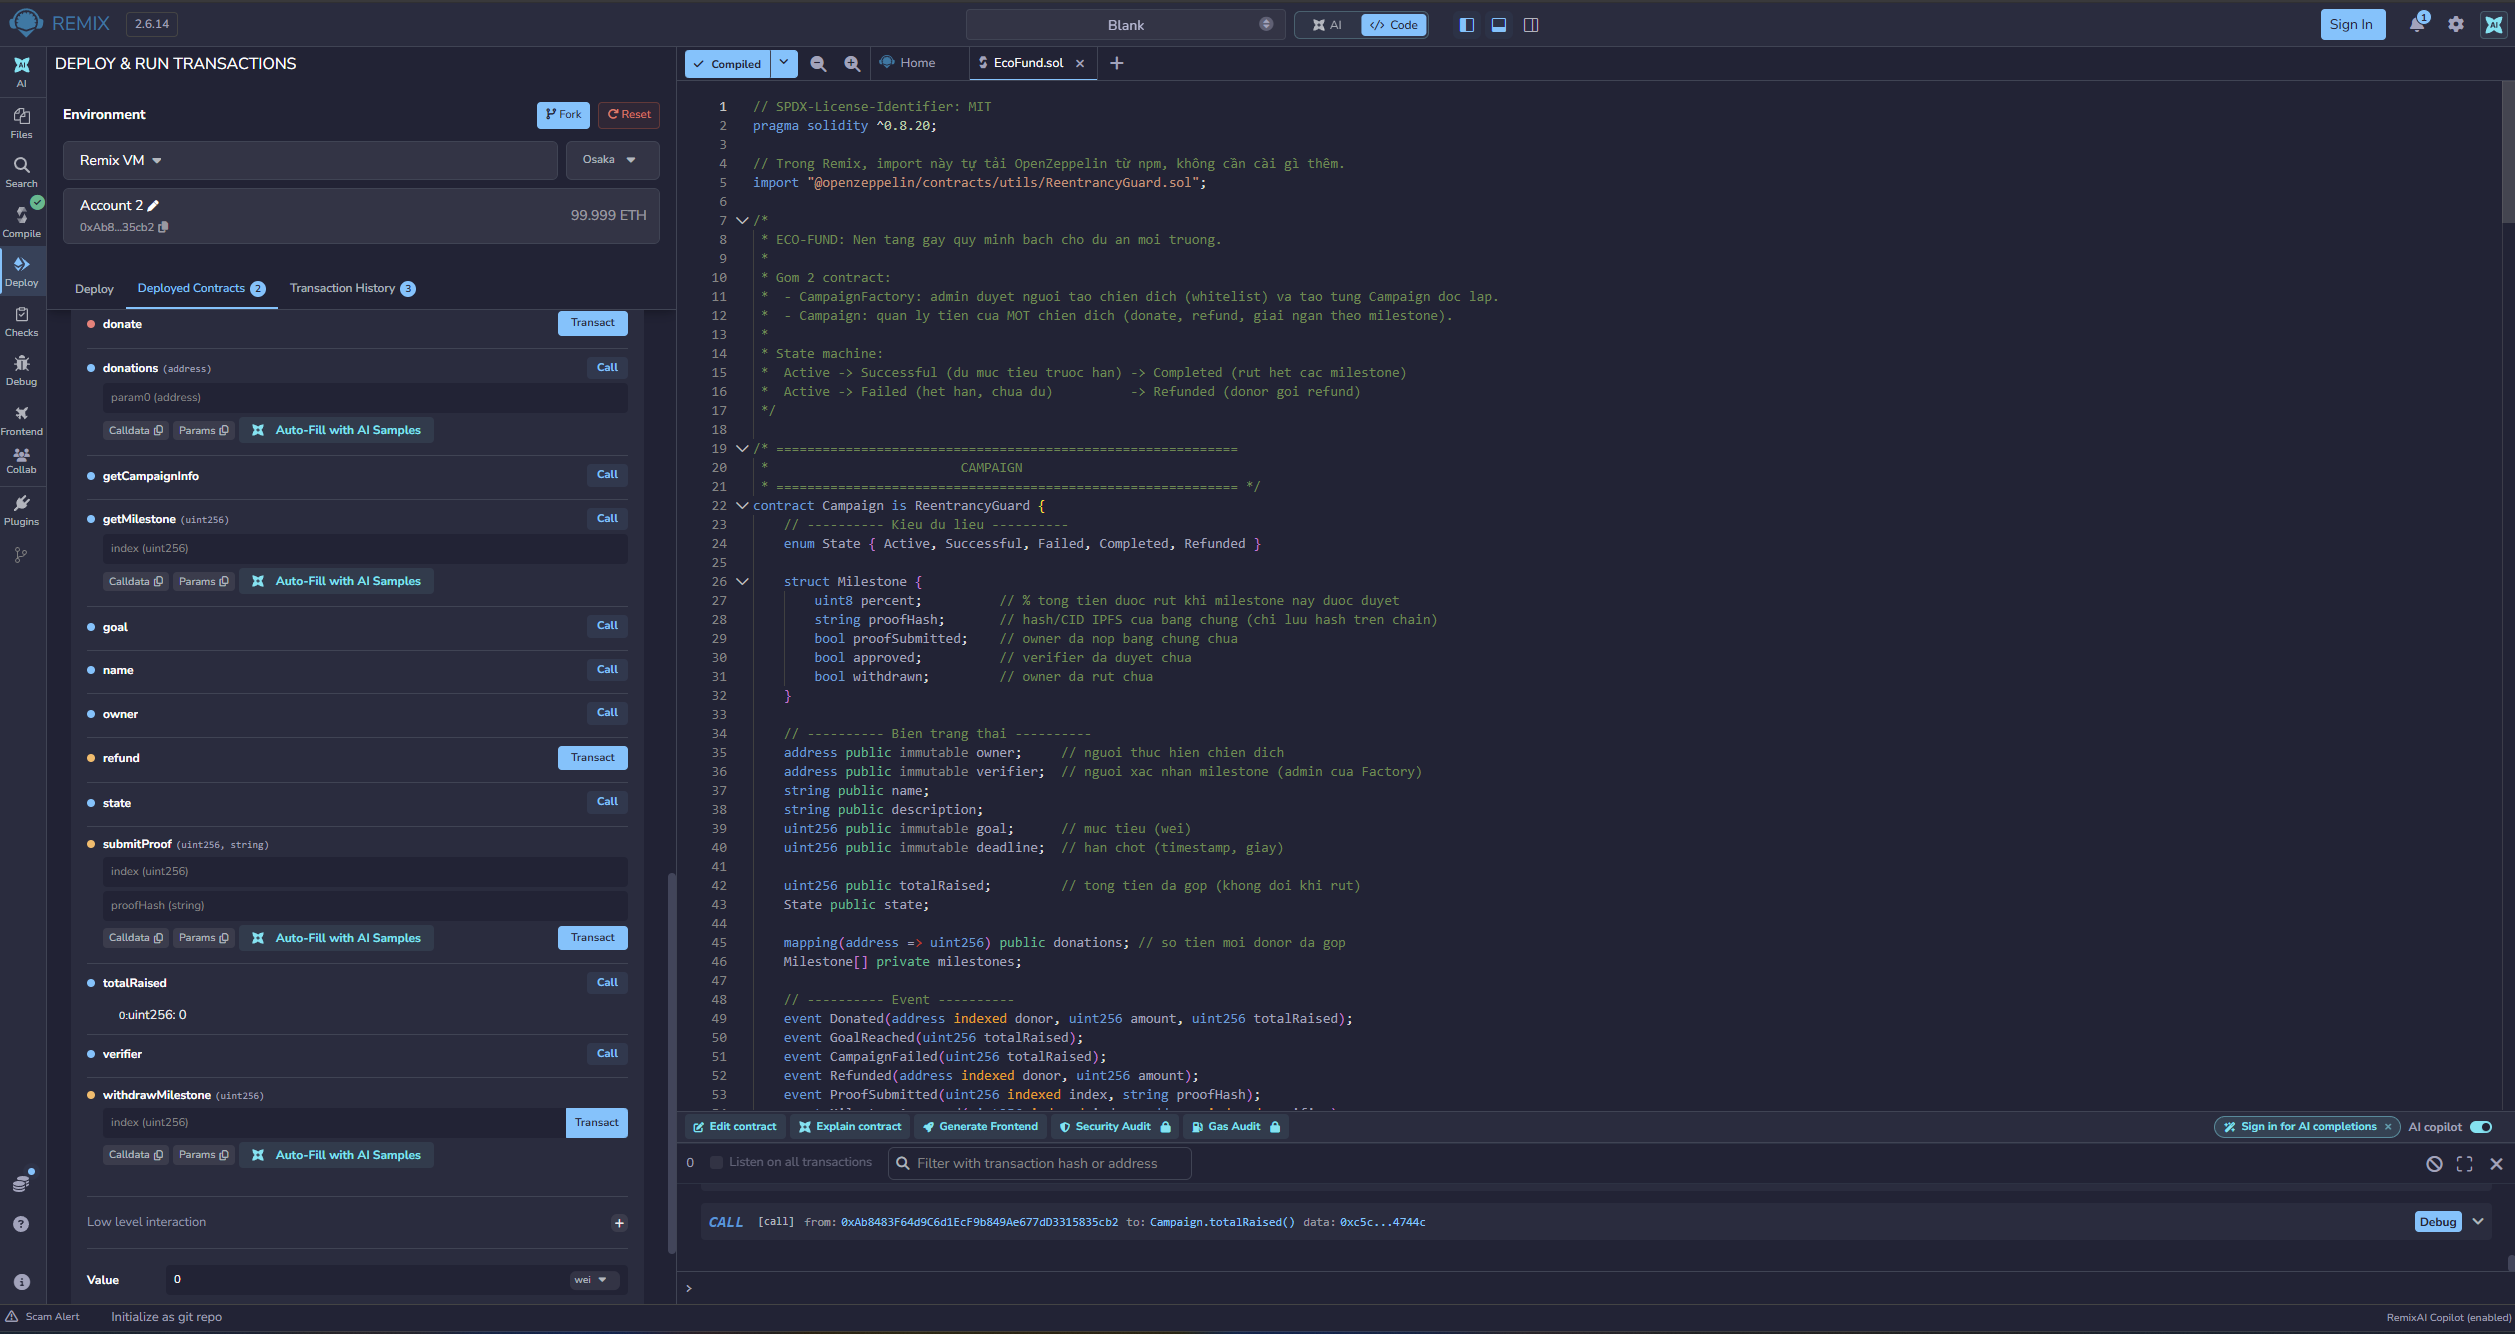 REMIX 2.6.14
Blank
AI
Code
Sign In
1
DEPLOY & RUN TRANSACTIONS
AI
Files
Search
Compile
Deploy
Checks
Debug
Frontend
Collab
Plugins
Environment
Fork
Reset
Remix VM
Osaka
Account 2
0xAb8...35cb2
99.999 ETH
Deploy
Deployed Contracts 2
Transaction History 3
donate
Transact
donations (address)
Call
param0 (address)
Calldata
Params
Auto-Fill with AI Samples
getCampaignInfo
Call
getMilestone (uint256)
Call
index (uint256)
Calldata
Params
Auto-Fill with AI Samples
goal
Call
name
Call
owner
Call
refund
Transact
state
Call
submitProof (uint256, string)
index (uint256)
proofHash (string)
Calldata
Params
Auto-Fill with AI Samples
Transact
totalRaised
Call
0:uint256: 0
verifier
Call
withdrawMilestone (uint256)
index (uint256)
Transact
Calldata
Params
Auto-Fill with AI Samples
Low level interaction
Value
0
wei
Compiled
Home
EcoFund.sol
1 // SPDX-License-Identifier: MIT
2 pragma solidity ^0.8.20;
3
4 // Trong Remix, import này tự tải OpenZeppelin từ npm, không cần cài gì thêm.
5 import "@openzeppelin/contracts/utils/ReentrancyGuard.sol";
6
7 /*
8 * ECO-FUND: Nen tang gay quy minh bach cho du an moi truong.
9 *
10 * Gom 2 contract:
11 * - CampaignFactory: admin duyet nguoi tao chien dich (whitelist) va tao tung Campaign doc lap.
12 * - Campaign: quan ly tien cua MOT chien dich (donate, refund, giai ngan theo milestone).
13 *
14 * State machine:
15 * Active -> Successful (du muc tieu truoc han) -> Completed (rut het cac milestone)
16 * Active -> Failed (het han, chua du) -> Refunded (donor goi refund)
17 */
18
19 /* ============================================================
20 * CAMPAIGN
21 * ============================================================ */
22 contract Campaign is ReentrancyGuard {
23 // ---------- Kieu du lieu ----------
24 enum State { Active, Successful, Failed, Completed, Refunded }
25
26 struct Milestone {
27 uint8 percent; // % tong tien duoc rut khi milestone nay duoc duyet
28 string proofHash; // hash/CID IPFS cua bang chung (chi luu hash tren chain)
29 bool proofSubmitted; // owner da nop bang chung chua
30 bool approved; // verifier da duyet chua
31 bool withdrawn; // owner da rut chua
32 }
33
34 // ---------- Bien trang thai ----------
35 address public immutable owner; // nguoi thuc hien chien dich
36 address public immutable verifier; // nguoi xac nhan milestone (admin cua Factory)
37 string public name;
38 string public description;
39 uint256 public immutable goal; // muc tieu (wei)
40 uint256 public immutable deadline; // han chot (timestamp, giay)
41
42 uint256 public totalRaised; // tong tien da gop (khong doi khi rut)
43 State public state;
44
45 mapping(address => uint256) public donations; // so tien moi donor da gop
46 Milestone[] private milestones;
47
48 // ---------- Event ----------
49 event Donated(address indexed donor, uint256 amount, uint256 totalRaised);
50 event GoalReached(uint256 totalRaised);
51 event CampaignFailed(uint256 totalRaised);
52 event Refunded(address indexed donor, uint256 amount);
53 event ProofSubmitted(uint256 indexed index, string proofHash);
Edit contract
Explain contract
Generate Frontend
Security Audit
Gas Audit
Sign in for AI completions ×
AI copilot
0
Listen on all transactions
Filter with transaction hash or address
CALL [call] from: 0xAb8483F64d9C6d1EcF9b849Ae677dD3315835cb2 to: Campaign.totalRaised() data: 0xc5c...4744c
Debug
>
Scam Alert
Initialize as git repo
RemixAI Copilot (enabled)